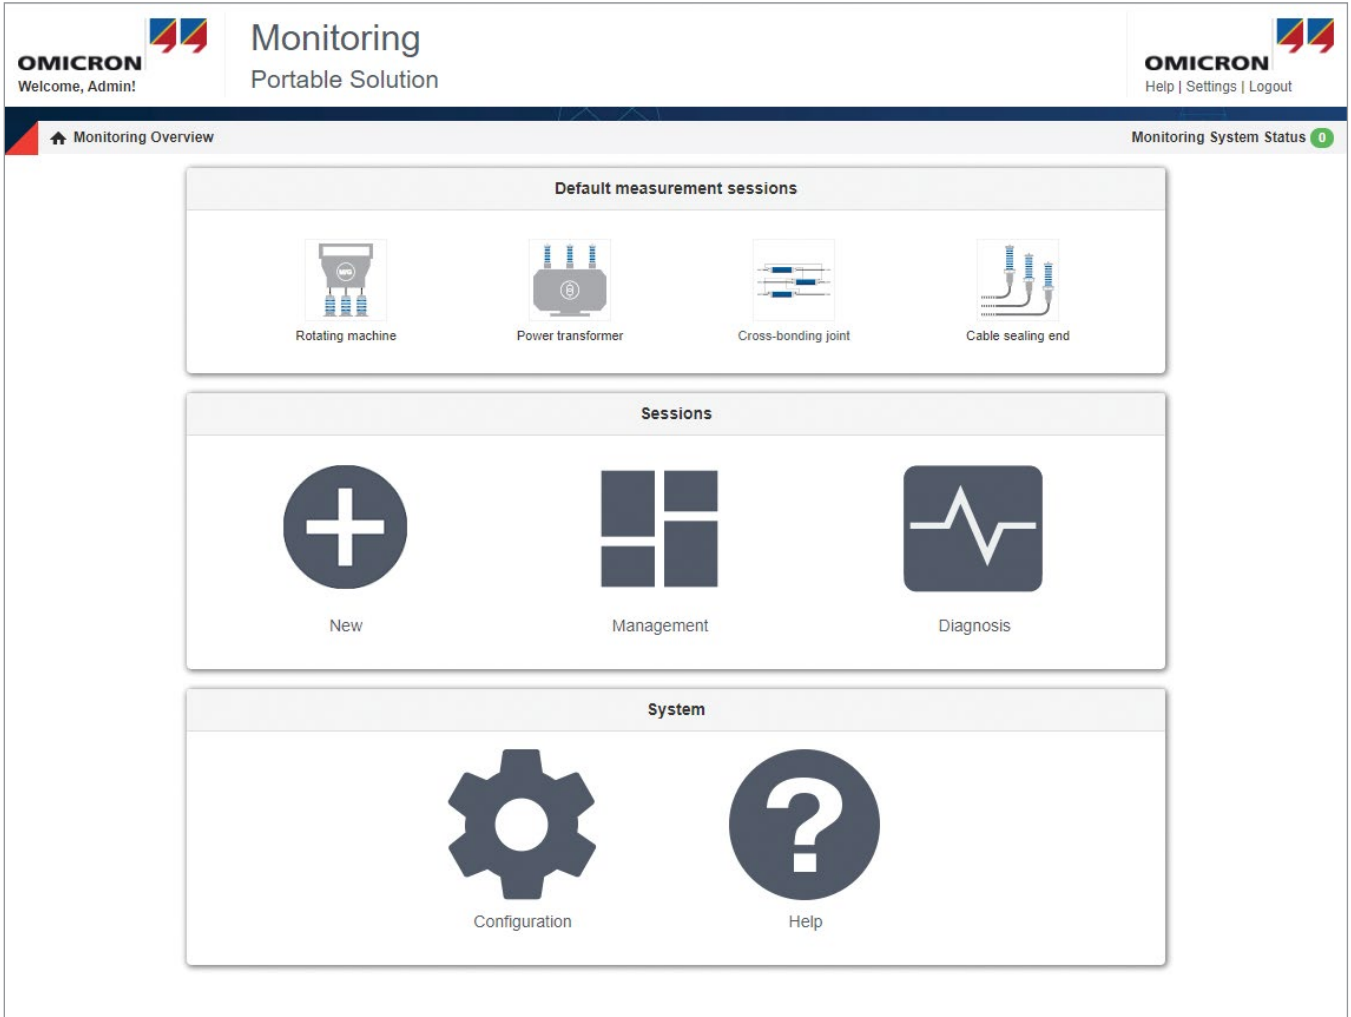 OMICRON
Welcome, Admin!
Monitoring
Portable Solution
OMICRON
Help | Settings | Logout
Monitoring Overview
Monitoring System Status 0
Default measurement sessions
M/G
Rotating machine
Power transformer
Cross-bonding joint
Cable sealing end
Sessions
New
Management
Diagnosis
System
?
Configuration
Help